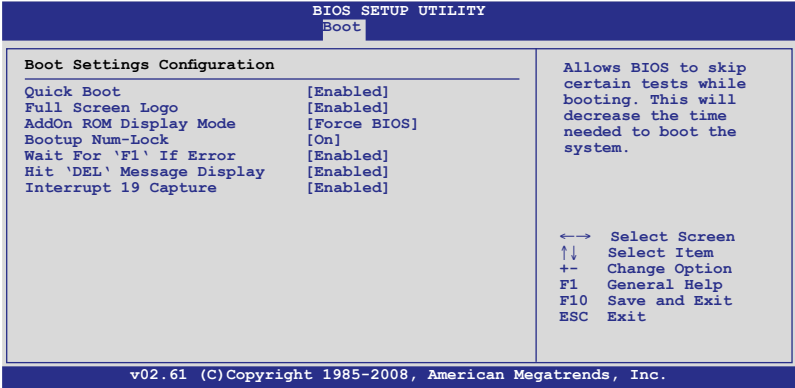 BIOS SETUP UTILITY
Boot
Boot Settings Configuration
Quick Boot [Enabled]
Full Screen Logo [Enabled]
AddOn ROM Display Mode [Force BIOS]
Bootup Num-Lock [On]
Wait For ‘F1‘ If Error [Enabled]
Hit ‘DEL‘ Message Display [Enabled]
Interrupt 19 Capture [Enabled]
Allows BIOS to skip
certain tests while
booting. This will
decrease the time
needed to boot the
system.
←→ Select Screen
↑↓ Select Item
+- Change Option
F1 General Help
F10 Save and Exit
ESC Exit
v02.61 (C)Copyright 1985-2008, American Megatrends, Inc.